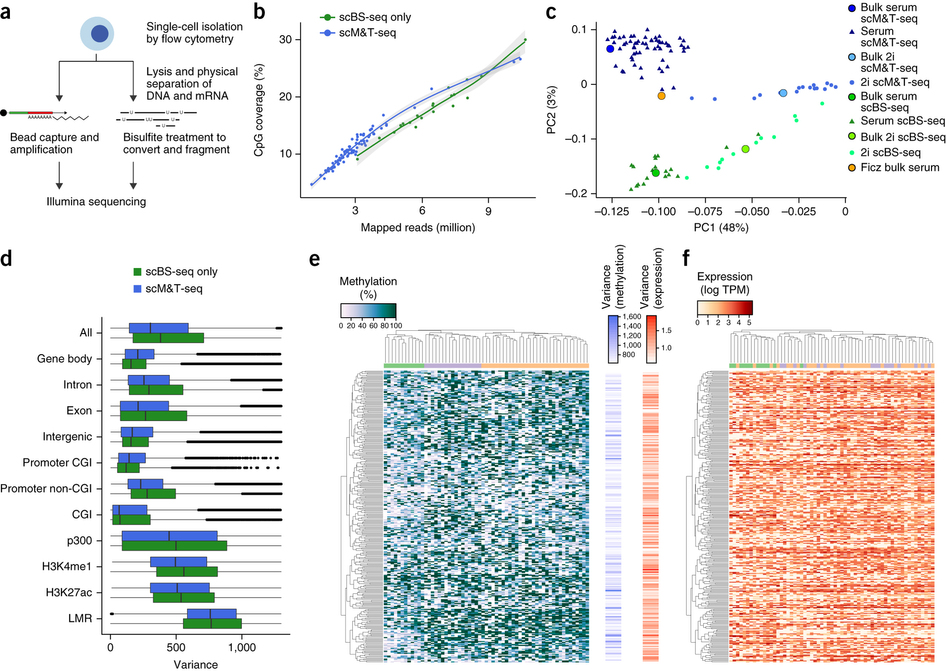 a
Single-cell isolation
by flow cytometry
Lysis and physical
separation of
DNA and mRNA
U
U
U
UU
U
U
Bead capture and
amplification
Bisulfite treatment to
convert and fragment
Illumina sequencing
b
scBS-seq only
scM&T-seq
CpG coverage (%)
30
20
10
3
6
9
Mapped reads (million)
c
PC2 (3%)
0.1
0
−0.1
−0.2
−0.125
−0.100
−0.075
−0.050
−0.025
0
PC1 (48%)
Bulk serum
scM&T-seq
Serum
scM&T-seq
Bulk 2i
scM&T-seq
2i scM&T-seq
Bulk serum
scBS-seq
Serum scBS-seq
Bulk 2i scBS-seq
2i scBS-seq
Ficz bulk serum
d
scBS-seq only
scM&T-seq
All
Gene body
Intron
Exon
Intergenic
Promoter CGI
Promoter non-CGI
CGI
p300
H3K4me1
H3K27ac
LMR
0
500
1,000
Variance
e
Methylation
(%)
0 20 40 60 80 100
Variance
(methylation)
1,600
1,400
1,200
1,000
800
Variance
(expression)
1.5
1.0
f
Expression
(log TPM)
0 1 2 3 4 5